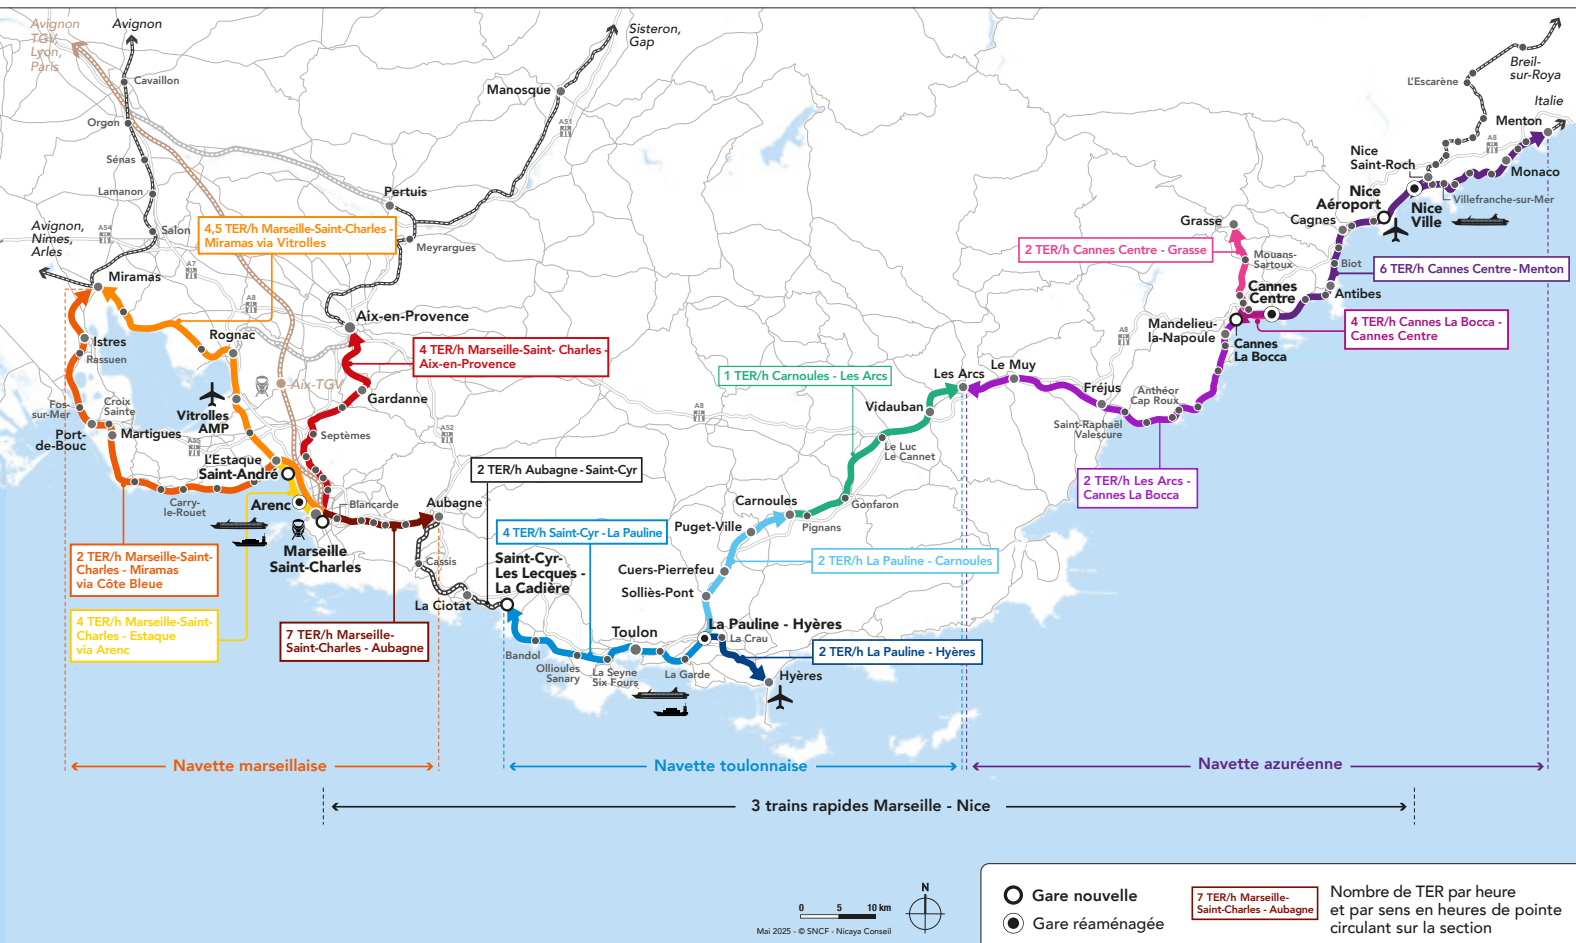 Avignon
TGV,
Lyon,
Paris
Avignon
Sisteron,
Gap
Breil-
sur-Roya
L'Escarène
Italie
Cavaillon
Manosque
Orgon
A51
Menton
A8
Sénas
Nice
Saint-Roch
Monaco
Lamanon
Pertuis
Nice
Aéroport
Villefranche-sur-Mer
Nice
Ville
Avignon,
Nimes,
Arles
A54
Salon
4,5 TER/h Marseille-Saint-Charles -
Miramas via Vitrolles
Meyrargues
Grasse
Cagnes
2 TER/h Cannes Centre - Grasse
Mouans-
Sartoux
Biot
6 TER/h Cannes Centre - Menton
A7
Miramas
A8
Cannes
Centre
Antibes
Aix-en-Provence
Mandelieu-
la-Napoule
4 TER/h Cannes La Bocca -
Cannes Centre
A8
Cannes
La Bocca
Istres
Rognac
Rassuen
4 TER/h Marseille-Saint- Charles -
Aix-en-Provence
1 TER/h Carnoules - Les Arcs
Les Arcs
Le Muy
Aix-TGV
Gardanne
Fréjus
Anthéor
Cap Roux
Fos-
sur-Mer
Croix
Sainte
Vitrolles
AMP
A8
Vidauban
Port-
de-Bouc
Martigues
A55
Septèmes
A52
Saint-Raphaël
Valescure
Le Luc
Le Cannet
L'Estaque
Saint-André
2 TER/h Aubagne - Saint-Cyr
2 TER/h Les Arcs -
Cannes La Bocca
Carry-
le-Rouet
Arenc
Blancarde
Aubagne
Carnoules
Gonfaron
Puget-Ville
Pignans
4 TER/h Saint-Cyr - La Pauline
Marseille
Saint-Charles
2 TER/h Marseille-Saint-
Charles - Miramas
via Côte Bleue
Cassis
Saint-Cyr-
Les Lecques -
La Cadière
Cuers-Pierrefeu
2 TER/h La Pauline - Carnoules
Solliès-Pont
La Ciotat
4 TER/h Marseille-Saint-
Charles - Estaque
via Arenc
7 TER/h Marseille-
Saint-Charles - Aubagne
Toulon
La Pauline - Hyères
La Crau
2 TER/h La Pauline - Hyères
Bandol
Ollioules
Sanary
La Seyne
Six Fours
La Garde
Hyères
Navette marseillaise
Navette toulonnaise
Navette azuréenne
3 trains rapides Marseille - Nice
N
0 5 10 km
Mai 2025 - © SNCF - Nicaya Conseil
Gare nouvelle
Gare réaménagée
7 TER/h Marseille-
Saint-Charles - Aubagne
Nombre de TER par heure
et par sens en heures de pointe
circulant sur la section